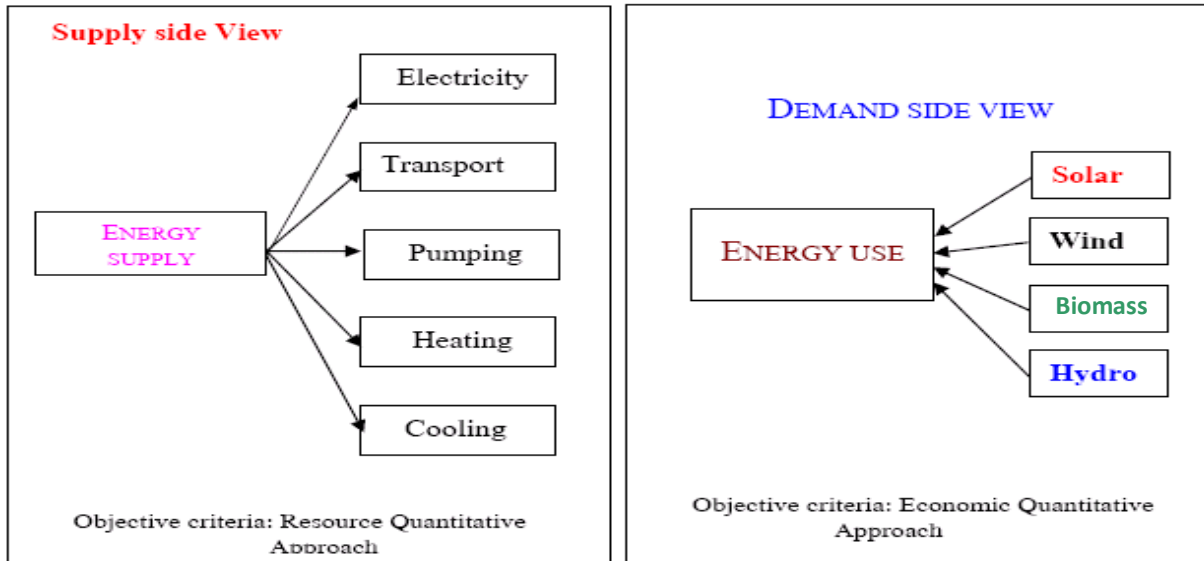 Supply side View
Electricity
Transport
ENERGY
SUPPLY
Pumping
Heating
Cooling
Objective criteria: Resource Quantitative
Approach
DEMAND SIDE VIEW
Solar
ENERGY USE
Wind
Biomass
Hydro
Objective criteria: Economic Quantitative
Approach